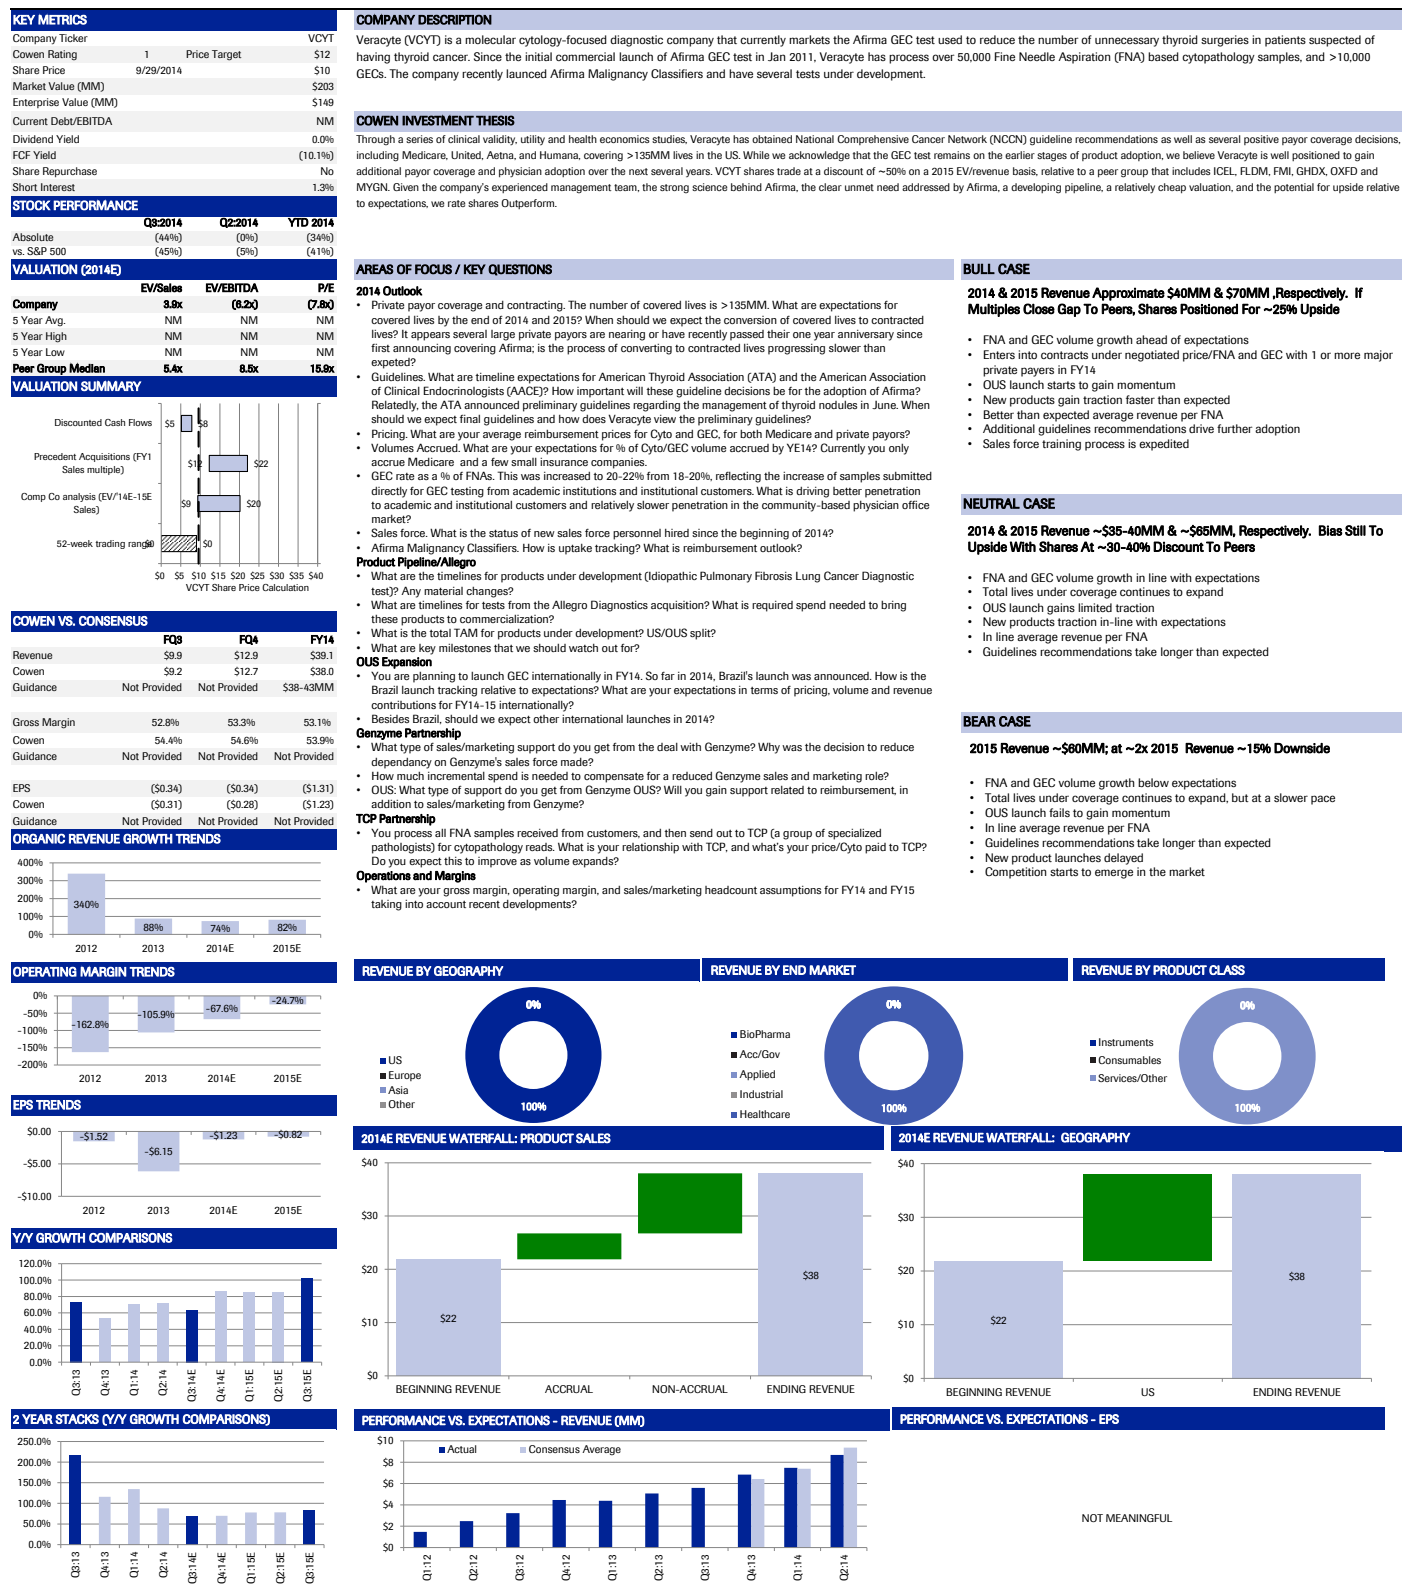 KEY METRICS
Company Ticker VCYT
Cowen Rating 1 Price Target $12
Share Price 9/29/2014 $10
Market Value (MM) $203
Enterprise Value (MM) $149
Current Debt/EBITDA NM
Dividend Yield 0.0%
FCF Yield (10.1%)
Share Repurchase No
Short Interest 1.3%
STOCK PERFORMANCE
Q3:2014 Q2:2014 YTD 2014
Absolute (44%) (0%) (34%)
vs. S&P 500 (45%) (5%) (41%)
VALUATION (2014E)
EV/Sales EV/EBITDA P/E
Company 3.9x (6.2x) (7.8x)
5 Year Avg. NM NM NM
5 Year High NM NM NM
5 Year Low NM NM NM
Peer Group Median 5.4x 8.5x 15.9x
VALUATION SUMMARY
Discounted Cash Flows $5 $8
Precedent Acquisitions (FY1
Sales multiple) $12 $22
Comp Co analysis (EV/'14E-15E
Sales) $9 $20
52-week trading range $0 $0
$0 $5 $10 $15 $20 $25 $30 $35 $40
VCYT Share Price Calculation
COWEN VS. CONSENSUS
FQ3 FQ4 FY14
Revenue $9.9 $12.9 $39.1
Cowen $9.2 $12.7 $38.0
Guidance Not Provided Not Provided $38-43MM
Gross Margin 52.8% 53.3% 53.1%
Cowen 54.4% 54.6% 53.9%
Guidance Not Provided Not Provided Not Provided
EPS ($0.34) ($0.34) ($1.31)
Cowen ($0.31) ($0.28) ($1.23)
Guidance Not Provided Not Provided Not Provided
ORGANIC REVENUE GROWTH TRENDS
400%
300%
200%
100%
0%
340% 88% 74% 82%
2012 2013 2014E 2015E
OPERATING MARGIN TRENDS
0%
-50%
-100%
-150%
-200%
-162.8% -105.9% -67.6% -24.7%
2012 2013 2014E 2015E
EPS TRENDS
$0.00
-$5.00
-$10.00
-$1.52 -$6.15 -$1.23 -$0.82
2012 2013 2014E 2015E
Y/Y GROWTH COMPARISONS
120.0%
100.0%
80.0%
60.0%
40.0%
20.0%
0.0%
Q3:13 Q4:13 Q1:14 Q2:14 Q3:14E Q4:14E Q1:15E Q2:15E Q3:15E
2 YEAR STACKS (Y/Y GROWTH COMPARISONS)
250.0%
200.0%
150.0%
100.0%
50.0%
0.0%
Q3:13 Q4:13 Q1:14 Q2:14 Q3:14E Q4:14E Q1:15E Q2:15E Q3:15E
COMPANY DESCRIPTION
Veracyte (VCYT) is a molecular cytology-focused diagnostic company that currently markets the Afirma GEC test used to reduce the number of unnecessary thyroid surgeries in patients suspected of
having thyroid cancer. Since the initial commercial launch of Afirma GEC test in Jan 2011, Veracyte has process over 50,000 Fine Needle Aspiration (FNA) based cytopathology samples, and >10,000
GECs. The company recently launced Afirma Malignancy Classifiers and have several tests under development.
COWEN INVESTMENT THESIS
Through a series of clinical validity, utility and health economics studies, Veracyte has obtained National Comprehensive Cancer Network (NCCN) guideline recommendations as well as several positive payor coverage decisions,
including Medicare, United, Aetna, and Humana, covering >135MM lives in the US. While we acknowledge that the GEC test remains on the earlier stages of product adoption, we believe Veracyte is well positioned to gain
additional payor coverage and physician adoption over the next several years. VCYT shares trade at a discount of ~50% on a 2015 EV/revenue basis, relative to a peer group that includes ICEL, FLDM, FMI, GHDX, OXFD and
MYGN. Given the company's experienced management team, the strong science behind Afirma, the clear unmet need addressed by Afirma, a developing pipeline, a relatively cheap valuation, and the potential for upside relative
to expectations, we rate shares Outperform.
AREAS OF FOCUS / KEY QUESTIONS
2014 Outlook
• Private payor coverage and contracting. The number of covered lives is >135MM. What are expectations for
covered lives by the end of 2014 and 2015? When should we expect the conversion of covered lives to contracted
lives? It appears several large private payors are nearing or have recently passed their one year anniversary since
first announcing covering Afirma; is the process of converting to contracted lives progressing slower than
expeted?
• Guidelines. What are timeline expectations for American Thyroid Association (ATA) and the American Association
of Clinical Endocrinologists (AACE)? How important will these guideline decisions be for the adoption of Afirma?
Relatedly, the ATA announced preliminary guidelines regarding the management of thyroid nodules in June. When
should we expect final guidelines and how does Veracyte view the preliminary guidelines?
• Pricing. What are your average reimbursement prices for Cyto and GEC, for both Medicare and private payors?
• Volumes Accrued. What are your expectations for % of Cyto/GEC volume accrued by YE14? Currently you only
accrue Medicare and a few small insurance companies.
• GEC rate as a % of FNAs. This was increased to 20-22% from 18-20%, reflecting the increase of samples submitted
directly for GEC testing from academic institutions and institutional customers. What is driving better penetration
to academic and institutional customers and relatively slower penetration in the community-based physician office
market?
• Sales force. What is the status of new sales force personnel hired since the beginning of 2014?
• Afirma Malignancy Classifiers. How is uptake tracking? What is reimbursement outlook?
Product Pipeline/Allegro
• What are the timelines for products under development (Idiopathic Pulmonary Fibrosis Lung Cancer Diagnostic
test)? Any material changes?
• What are timelines for tests from the Allegro Diagnostics acquisition? What is required spend needed to bring
these products to commercialization?
• What is the total TAM for products under development? US/OUS split?
• What are key milestones that we should watch out for?
OUS Expansion
• You are planning to launch GEC internationally in FY14. So far in 2014, Brazil's launch was announced. How is the
Brazil launch tracking relative to expectations? What are your expectations in terms of pricing, volume and revenue
contributions for FY14-15 internationally?
• Besides Brazil, should we expect other international launches in 2014?
Genzyme Partnership
• What type of sales/marketing support do you get from the deal with Genzyme? Why was the decision to reduce
dependancy on Genzyme's sales force made?
• How much incremental spend is needed to compensate for a reduced Genzyme sales and marketing role?
• OUS: What type of support do you get from Genzyme OUS? Will you gain support related to reimbursement, in
addition to sales/marketing from Genzyme?
TCP Partnership
• You process all FNA samples received from customers, and then send out to TCP (a group of specialized
pathologists) for cytopathology reads. What is your relationship with TCP, and what's your price/Cyto paid to TCP?
Do you expect this to improve as volume expands?
Operations and Margins
• What are your gross margin, operating margin, and sales/marketing headcount assumptions for FY14 and FY15
taking into account recent developments?
BULL CASE
2014 & 2015 Revenue Approximate $40MM & $70MM ,Respectively. If
Multiples Close Gap To Peers, Shares Positioned For ~25% Upside
• FNA and GEC volume growth ahead of expectations
• Enters into contracts under negotiated price/FNA and GEC with 1 or more major
private payers in FY14
• OUS launch starts to gain momentum
• New products gain traction faster than expected
• Better than expected average revenue per FNA
• Additional guidelines recommendations drive further adoption
• Sales force training process is expedited
NEUTRAL CASE
2014 & 2015 Revenue ~$35-40MM & ~$65MM, Respectively. Bias Still To
Upside With Shares At ~30-40% Discount To Peers
• FNA and GEC volume growth in line with expectations
• Total lives under coverage continues to expand
• OUS launch gains limited traction
• New products traction in-line with expectations
• In line average revenue per FNA
• Guidelines recommendations take longer than expected
BEAR CASE
2015 Revenue ~$60MM; at ~2x 2015 Revenue ~15% Downside
• FNA and GEC volume growth below expectations
• Total lives under coverage continues to expand, but at a slower pace
• OUS launch fails to gain momentum
• In line average revenue per FNA
• Guidelines recommendations take longer than expected
• New product launches delayed
• Competition starts to emerge in the market
REVENUE BY GEOGRAPHY
US
Europe
Asia
Other
0%
100%
REVENUE BY END MARKET
BioPharma
Acc/Gov
Applied
Industrial
Healthcare
0%
100%
REVENUE BY PRODUCT CLASS
Instruments
Consumables
Services/Other
0%
100%
2014E REVENUE WATERFALL: PRODUCT SALES
$40
$30
$20
$10
$0
$22 $38
BEGINNING REVENUE ACCRUAL NON-ACCRUAL ENDING REVENUE
2014E REVENUE WATERFALL: GEOGRAPHY
$40
$30
$20
$10
$0
$22 $38
BEGINNING REVENUE US ENDING REVENUE
PERFORMANCE VS. EXPECTATIONS - REVENUE (MM)
Actual Consensus Average
$10
$8
$6
$4
$2
$0
Q1:12 Q2:12 Q3:12 Q4:12 Q1:13 Q2:13 Q3:13 Q4:13 Q1:14 Q2:14
PERFORMANCE VS. EXPECTATIONS - EPS
NOT MEANINGFUL